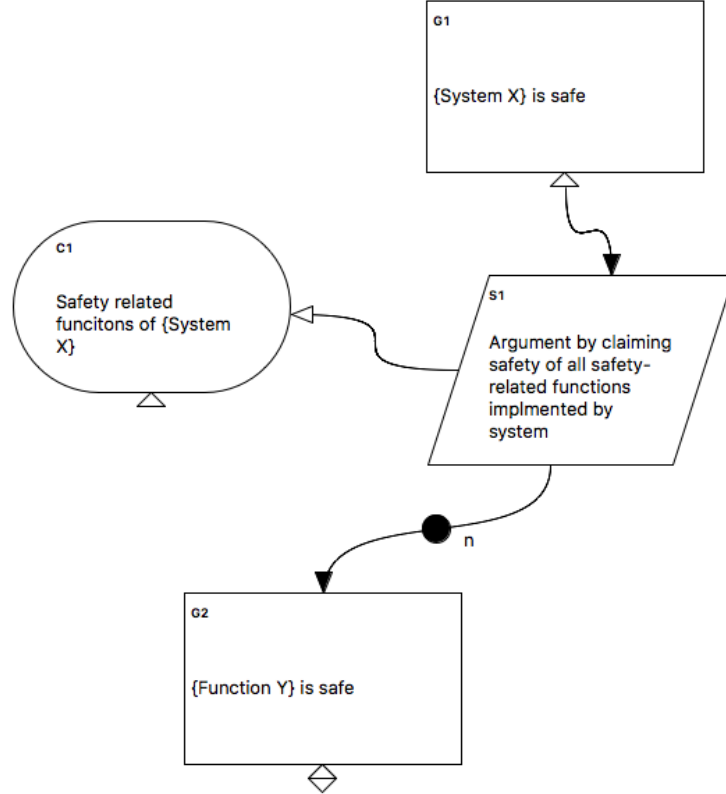 G1
{System X} is safe
C1
Safety related
funcitons of {System
X}
S1
Argument by claiming
safety of all safety-
related functions
implmented by
system
n
G2
{Function Y} is safe